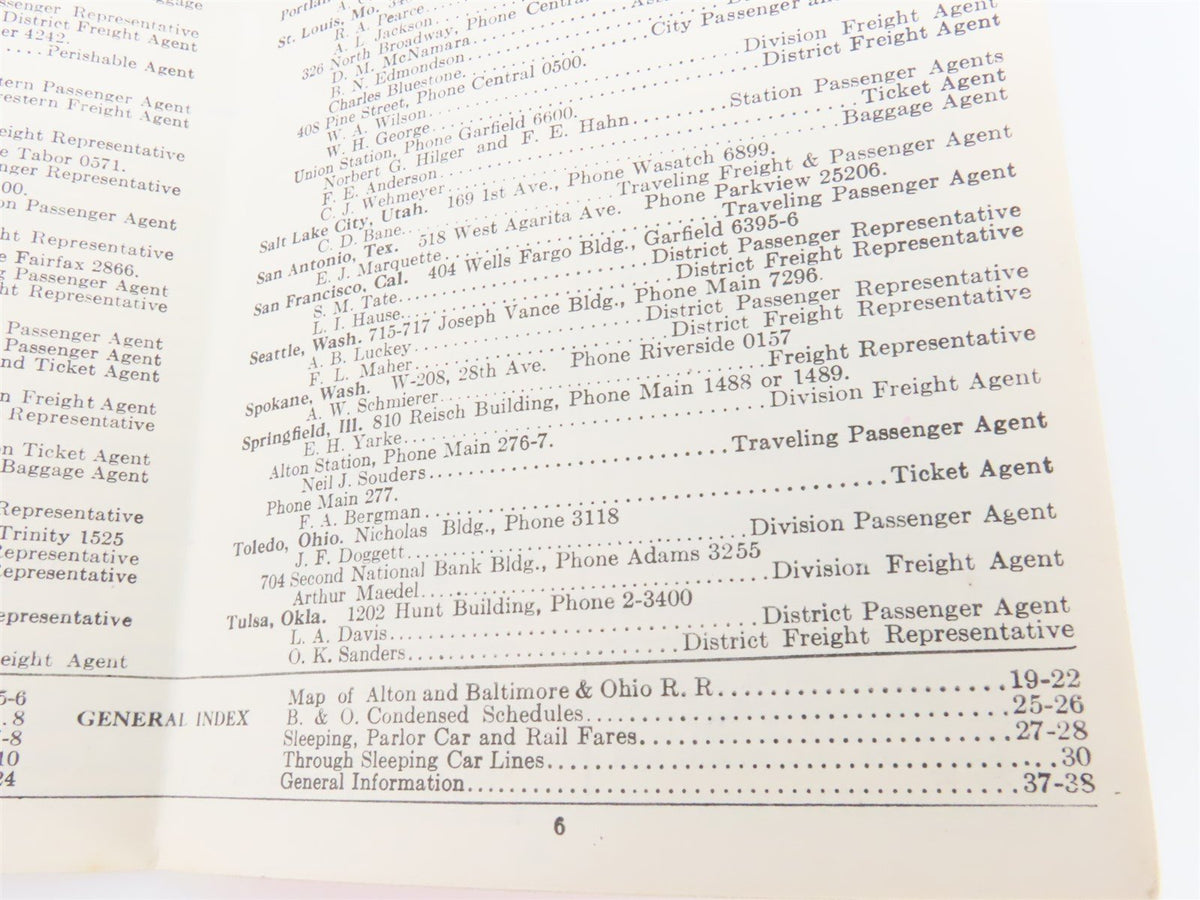 Baggage
Passenger Representative
District Freight Agent
4242.
Perishable Agent
Passenger Agent
Freight Agent
Representative
Tabor 0571.
Representative
00.
Passenger Agent
Representative
Fairfax 2866.
Passenger Agent
Representative
Passenger Agent
Passenger Agent
and Ticket Agent
Freight Agent
Representative
Ticket Agent
Baggage Agent
Representative
Trinity 1525
Representative
Representative
Representative
Freight Agent
5-6
. 8
-8
10
24
GENERAL INDEX
St. Louis, Mo.
R. A. Pearce
A. L. Jackson
326 North Broadway, Phone Central
D. M. McNamara
B. N. Edmondson City Passenger and
Charles Bluestone
408 Pine Street, Phone Central 0500.
W. A. Wilson Division Freight Agent
W. H. George District Freight Agent
Union Station, Phone Garfield 6600.
Norbert G. Hilger and F. E. Hahn Station Passenger Agents
F. E. Anderson Ticket Agent
C. J. Wehmeyer Baggage Agent
Salt Lake City, Utah. 169 1st Ave., Phone Wasatch 6899.
C. D. Bane Traveling Freight & Passenger Agent
San Antonio, Tex. 518 West Agarita Ave. Phone Parkview 25206.
E. J. Marquette Traveling Passenger Agent
San Francisco, Cal. 404 Wells Fargo Bldg., Garfield 6395-6
S. M. Tate District Passenger Representative
L. I. Hause District Freight Representative
Seattle, Wash. 715-717 Joseph Vance Bldg., Phone Main 7296.
A. B. Luckey District Passenger Representative
F. L. Maher District Freight Representative
Spokane, Wash. W-208, 28th Ave. Phone Riverside 0157
A. W. Schmierer Freight Representative
Springfield, Ill. 810 Reisch Building, Phone Main 1488 or 1489.
E. H. Yarke Division Freight Agent
Alton Station, Phone Main 276-7.
Neil J. Souders Traveling Passenger Agent
Phone Main 277.
F. A. Bergman Ticket Agent
Toledo, Ohio. Nicholas Bldg., Phone 3118
J. F. Doggett Division Passenger Agent
704 Second National Bank Bldg., Phone Adams 3255
Arthur Maedel Division Freight Agent
Tulsa, Okla. 1202 Hunt Building, Phone 2-3400
L. A. Davis District Passenger Agent
O. K. Sanders District Freight Representative
Map of Alton and Baltimore & Ohio R. R. 19-22
B. & O. Condensed Schedules 25-26
Sleeping, Parlor Car and Rail Fares 27-28
Through Sleeping Car Lines 30
General Information 37-38
6